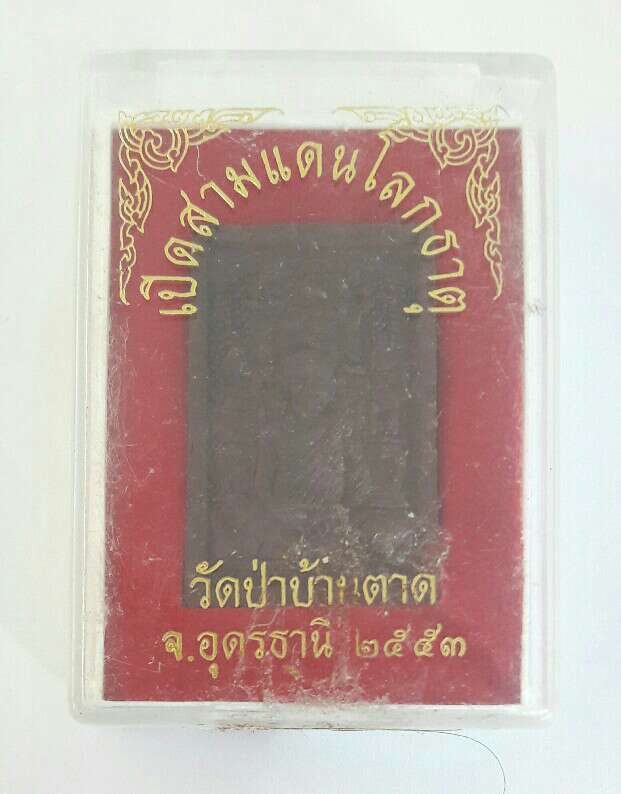 เปิดสามแดนโลกธาตุ
วัดป่าบ้านตาด
จ.อุดรธานี ๒๕๕๓